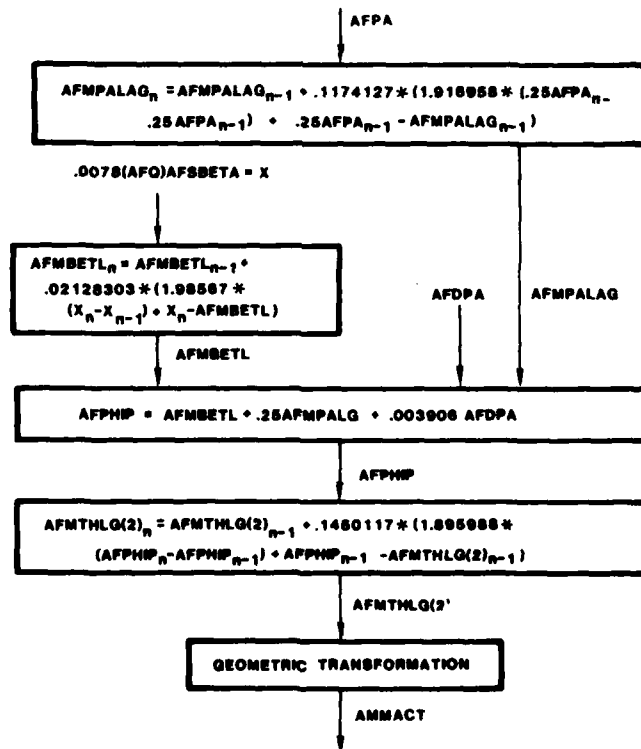 AFPA
AFMPALAGₙ = AFMPALAGₙ₋₁ + .1174127 * (1.916958 * (.25AFPAₙ -
.25AFPAₙ₋₁) + .25AFPAₙ₋₁ - AFMPALAGₙ₋₁)
.0078(AFQ)AFSBETA = X
AFMBETLₙ = AFMBETLₙ₋₁ +
.02128303 * (1.98567 *
(Xₙ - Xₙ₋₁) + Xₙ - AFMBETL)
AFDPA
AFMPALAG
AFMBETL
AFPHIP = AFMBETL + .25AFMPALG + .003906 AFDPA
AFPHIP
AFMTHLG(2)ₙ = AFMTHLG(2)ₙ₋₁ + .1450117 * (1.895988 *
(AFPHIPₙ - AFPHIPₙ₋₁) + AFPHIPₙ₋₁ - AFMTHLG(2)ₙ₋₁)
AFMTHLG(2'
GEOMETRIC TRANSFORMATION
AMMACT